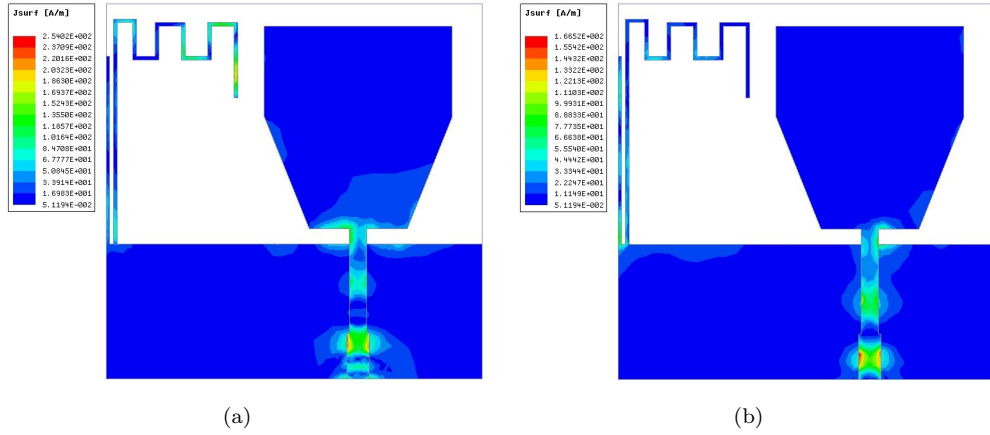 Jsurf [A/m]
2.5402E+002
2.3709E+002
2.2016E+002
2.0323E+002
1.8630E+002
1.6937E+002
1.5243E+002
1.3550E+002
1.1857E+002
1.0164E+002
8.4708E+001
6.7777E+001
5.0845E+001
3.3914E+001
1.6983E+001
5.1194E-002
(a)
Jsurf [A/m]
1.6652E+002
1.5542E+002
1.4432E+002
1.3322E+002
1.2213E+002
1.1103E+002
9.9931E+001
8.8833E+001
7.7735E+001
6.6638E+001
5.5540E+001
4.4442E+001
3.3344E+001
2.2247E+001
1.1149E+001
5.1194E-002
(b)